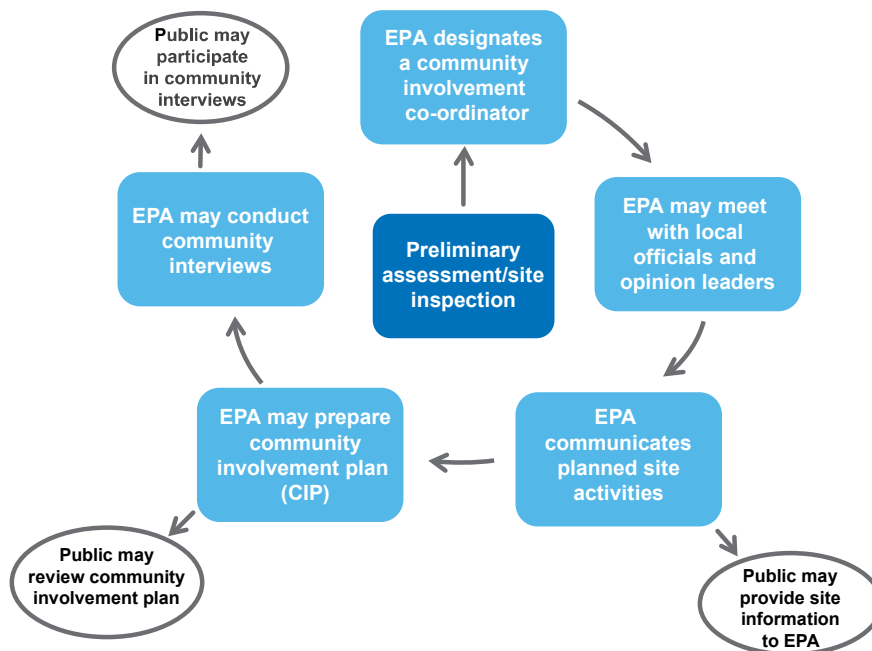 Public may
participate
in community
interviews
EPA designates
a community
involvement
co-ordinator
EPA may conduct
community
interviews
Preliminary
assessment/site
inspection
EPA may meet
with local
officials and
opinion leaders
EPA may prepare
community
involvement plan
(CIP)
EPA
communicates
planned site
activities
Public may
review community
involvement plan
Public may
provide site
information
to EPA